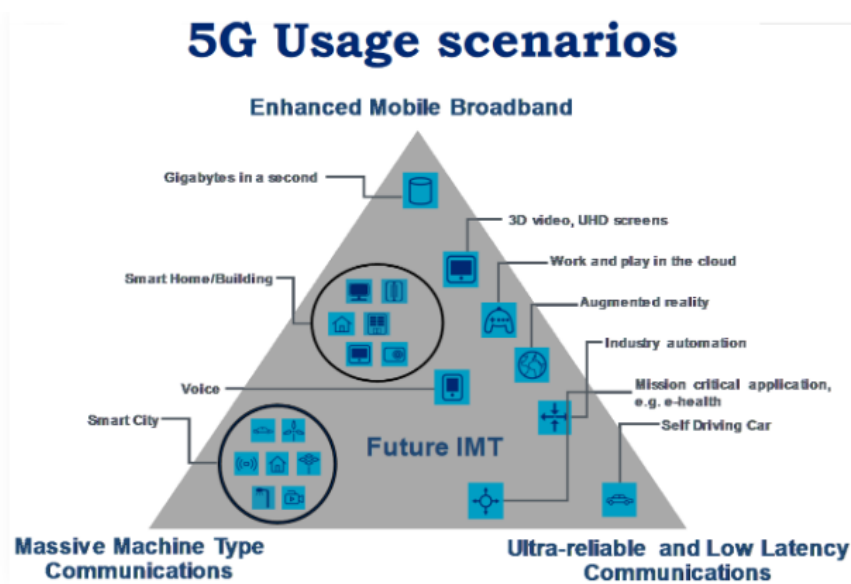 5G Usage scenarios
Enhanced Mobile Broadband
Gigabytes in a second
3D video, UHD screens
Smart Home/Building
Work and play in the cloud
Augmented reality
Industry automation
Voice
Mission critical application,
e.g. e-health
Smart City
Self Driving Car
Future IMT
Massive Machine Type
Communications
Ultra-reliable and Low Latency
Communications